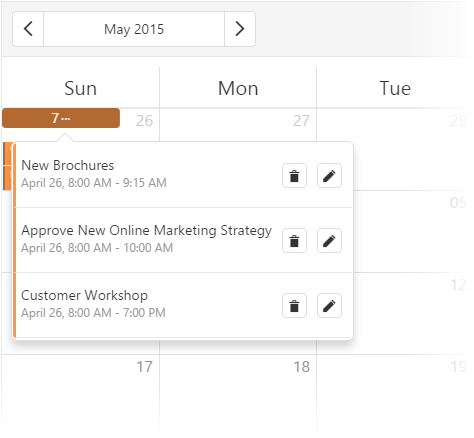 May 2015
Sun Mon Tue
7··· 26 27 28
New Brochures
April 26, 8:00 AM - 9:15 AM
05
Approve New Online Marketing Strategy
April 26, 8:00 AM - 10:00 AM
12
Customer Workshop
April 26, 8:00 AM - 7:00 PM
17 18 19